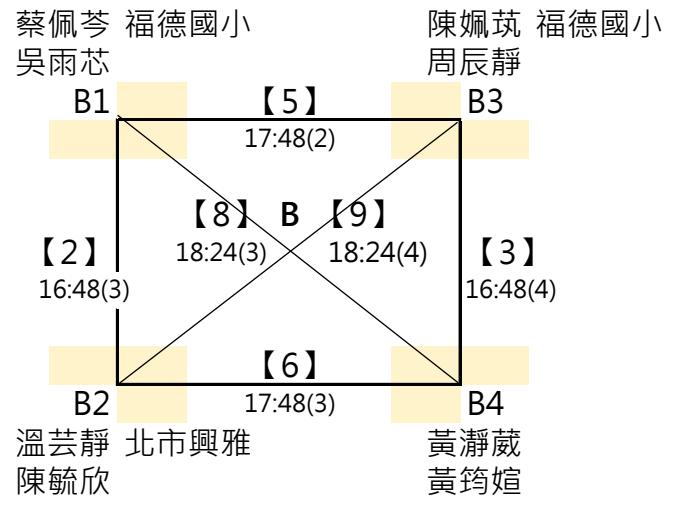 蔡佩芩 福德國小
吳雨芯
陳姵茿 福德國小
周辰靜
B1
【5】
B3
17:48(2)
【8】 B 【9】
18:24(3)
18:24(4)
【2】
16:48(3)
【3】
16:48(4)
【6】
B2
17:48(3)
B4
溫芸靜 北市興雅
陳毓欣
黃瀞葳
黃筠媗